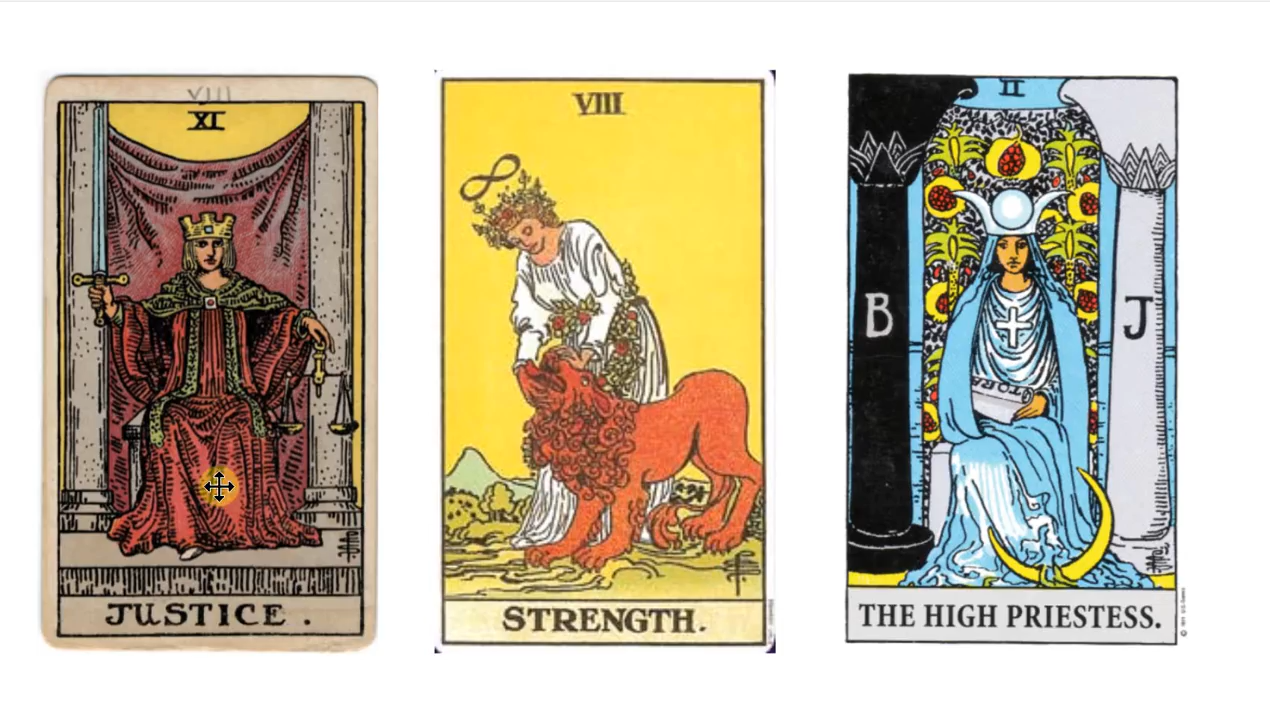 VIII
XI
JUSTICE .
VIII
STRENGTH.
II
B
J
TORA
THE HIGH PRIESTESS.